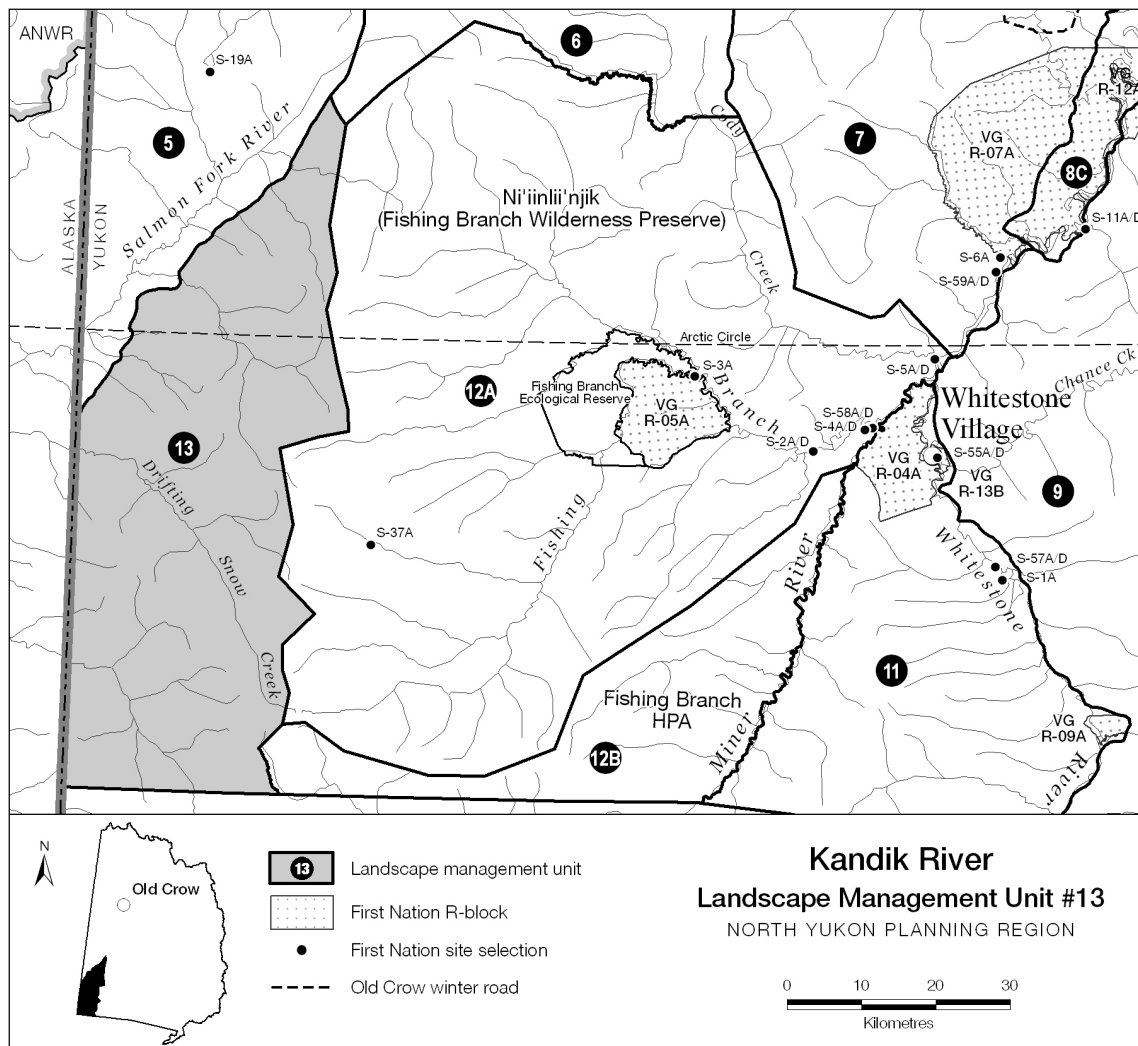 ANWR
S-19A
6
5
Salmon Fork River
Cody
7
VG
R-12A
VG
R-07A
8C
Ni'iinlii'njik
(Fishing Branch Wilderness Preserve)
ALASKA
YUKON
S-11A/D
Creek
S-6A
S-59A/D
Arctic Circle
S-3A
S-5A/D
Chance Ck
Fishing Branch
Ecological Reserve
12A
Branch
VG
R-05A
Whitestone
Village
S-58A/D
S-4A/D
S-2A/D
S-55A/D
13
VG
R-04A
VG
R-13B
9
Drifting
Snow
Creek
S-37A
Fishing
River
Whitestone
S-57A/D
S-1A
11
Fishing Branch
HPA
Miner
12B
VG
R-09A
River
N
Old Crow
13
Landscape management unit
First Nation R-block
First Nation site selection
Old Crow winter road
Kandik River
Landscape Management Unit #13
NORTH YUKON PLANNING REGION
0 10 20 30
Kilometres